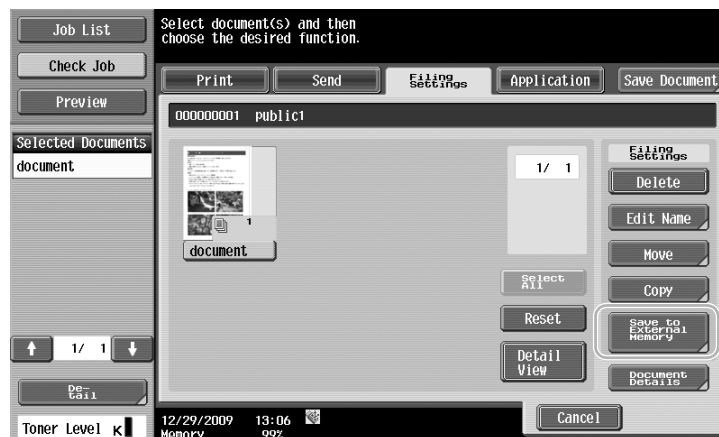 Job List
Check Job
Preview
Selected Documents
document
1/ 1
De-
tail
Toner Level K
Select document(s) and then
choose the desired function.
Print
Send
Filing
Settings
Application
Save Document
000000001 public1
1
document
1/ 1
Select
All
Reset
Detail
View
Filing
Settings
Delete
Edit Name
Move
Copy
Save to
External
Memory
Document
Details
12/29/2009 13:06
Memory 99%
Cancel